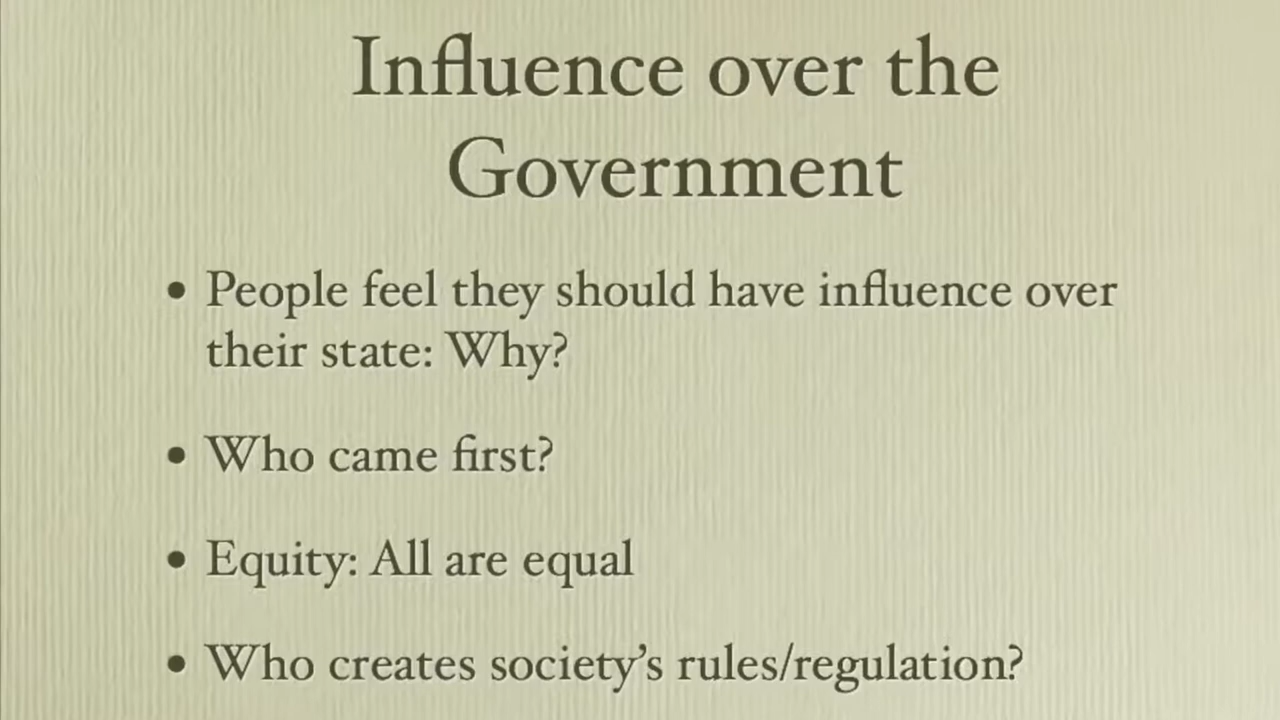 Influence over the
Government
• People feel they should have influence over
their state: Why?
• Who came first?
• Equity: All are equal
• Who creates society's rules/regulation?